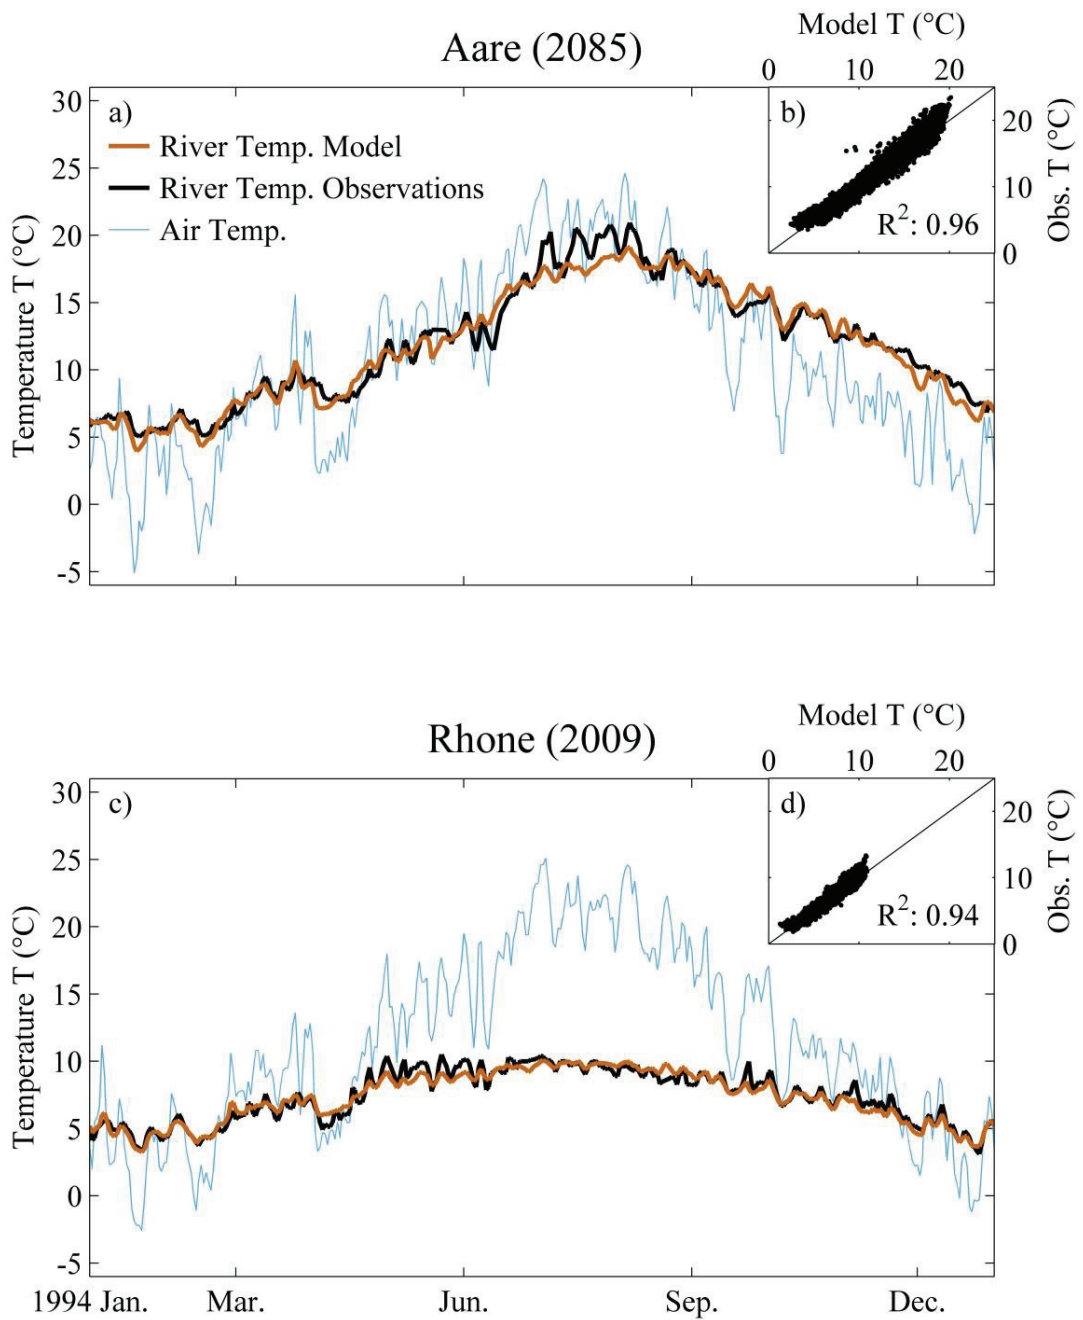 Model T (°C)
Aare (2085)
0 10 20
30
25
20
15
10
5
0
-5
Temperature T (°C)
a)
River Temp. Model
River Temp. Observations
Air Temp.
b)
R²: 0.96
20
10
0
Obs. T (°C)
Model T (°C)
Rhone (2009)
0 10 20
30
25
20
15
10
5
0
-5
Temperature T (°C)
c)
d)
R²: 0.94
20
10
0
Obs. T (°C)
1994 Jan. Mar. Jun. Sep. Dec.